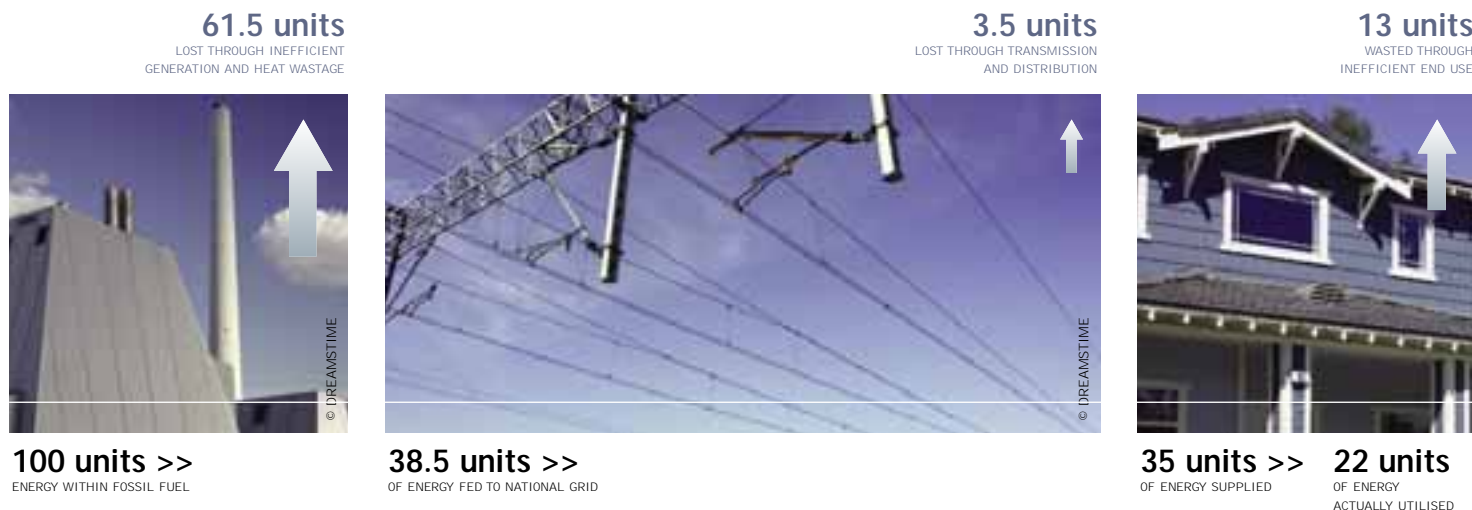 61.5 units
LOST THROUGH INEFFICIENT
GENERATION AND HEAT WASTAGE
3.5 units
LOST THROUGH TRANSMISSION
AND DISTRIBUTION
13 units
WASTED THROUGH
INEFFICIENT END USE
© DREAMSTIME
© DREAMSTIME
100 units >>
ENERGY WITHIN FOSSIL FUEL
38.5 units >>
OF ENERGY FED TO NATIONAL GRID
35 units >>
OF ENERGY SUPPLIED
22 units
OF ENERGY
ACTUALLY UTILISED